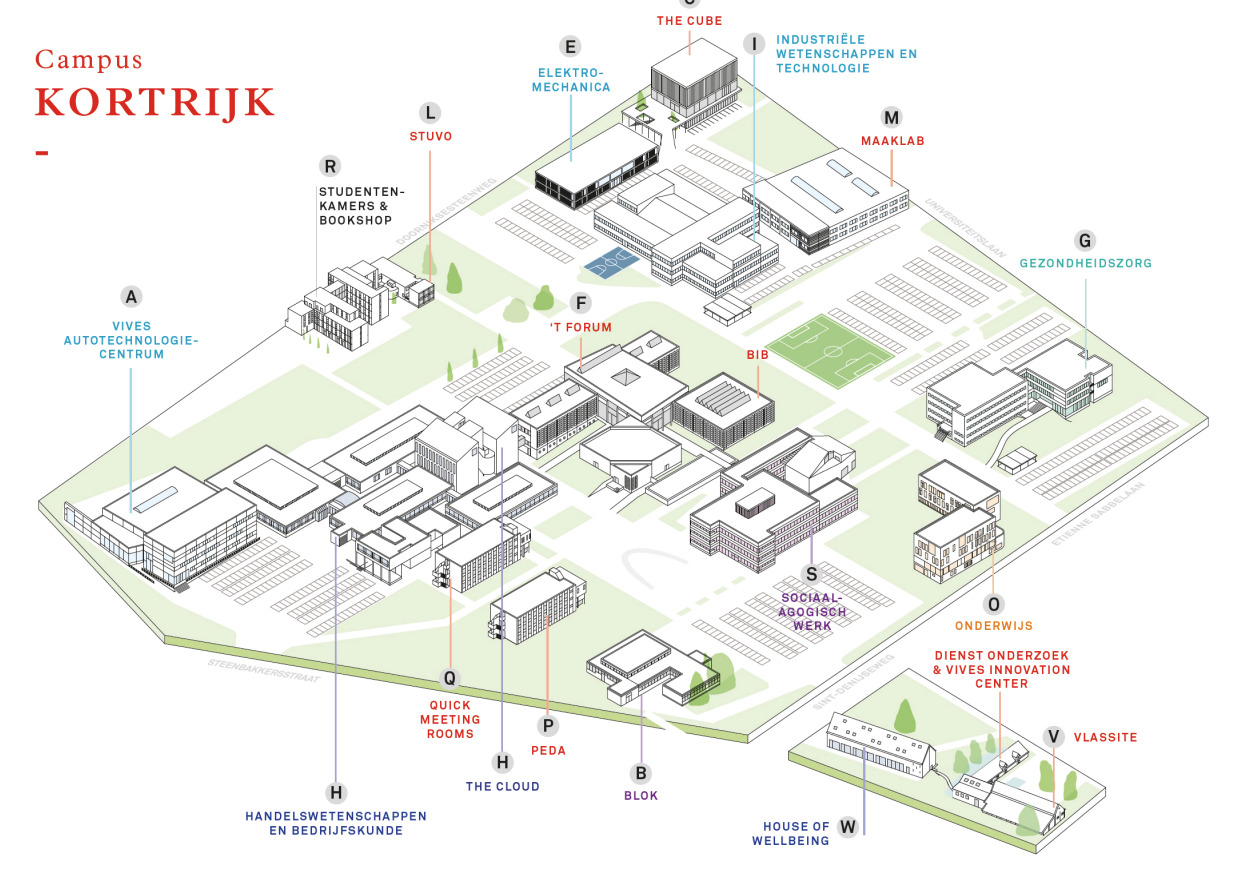 Campus
KORTRIJK
THE CUBE
E
ELEKTRO-
MECHANICA
I
INDUSTRIËLE
WETENSCHAPPEN EN
TECHNOLOGIE
L
STUVO
M
MAAKLAB
R
STUDENTEN-
KAMERS &
BOOKSHOP
DOORNIKSESTEENWEG
UNIVERSITEITSLAAN
G
GEZONDHEIDSZORG
A
VIVES
AUTOTECHNOLOGIE-
CENTRUM
F
'T FORUM
BIB
ETIENNE SABBELAAN
S
SOCIAAL-
AGOGISCH
WERK
O
ONDERWIJS
STEENBAKKERSSTRAAT
SINT-DENIJSEWEG
DIENST ONDERZOEK
& VIVES INNOVATION
CENTER
Q
QUICK
MEETING
ROOMS
P
PEDA
V
VLASSITE
H
THE CLOUD
B
BLOK
H
HANDELSWETENSCHAPPEN
EN BEDRIJFSKUNDE
HOUSE OF
WELLBEING
W